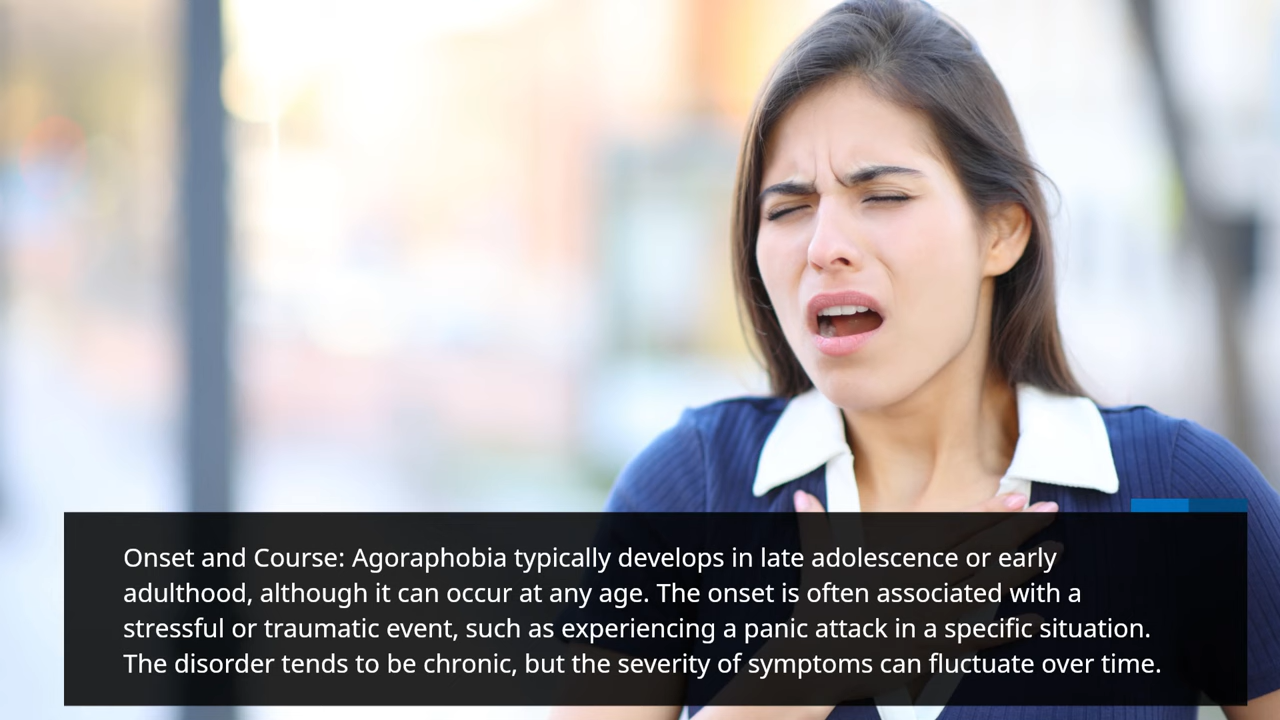 Onset and Course: Agoraphobia typically develops in late adolescence or early
adulthood, although it can occur at any age. The onset is often associated with a
stressful or traumatic event, such as experiencing a panic attack in a specific situation.
The disorder tends to be chronic, but the severity of symptoms can fluctuate over time.